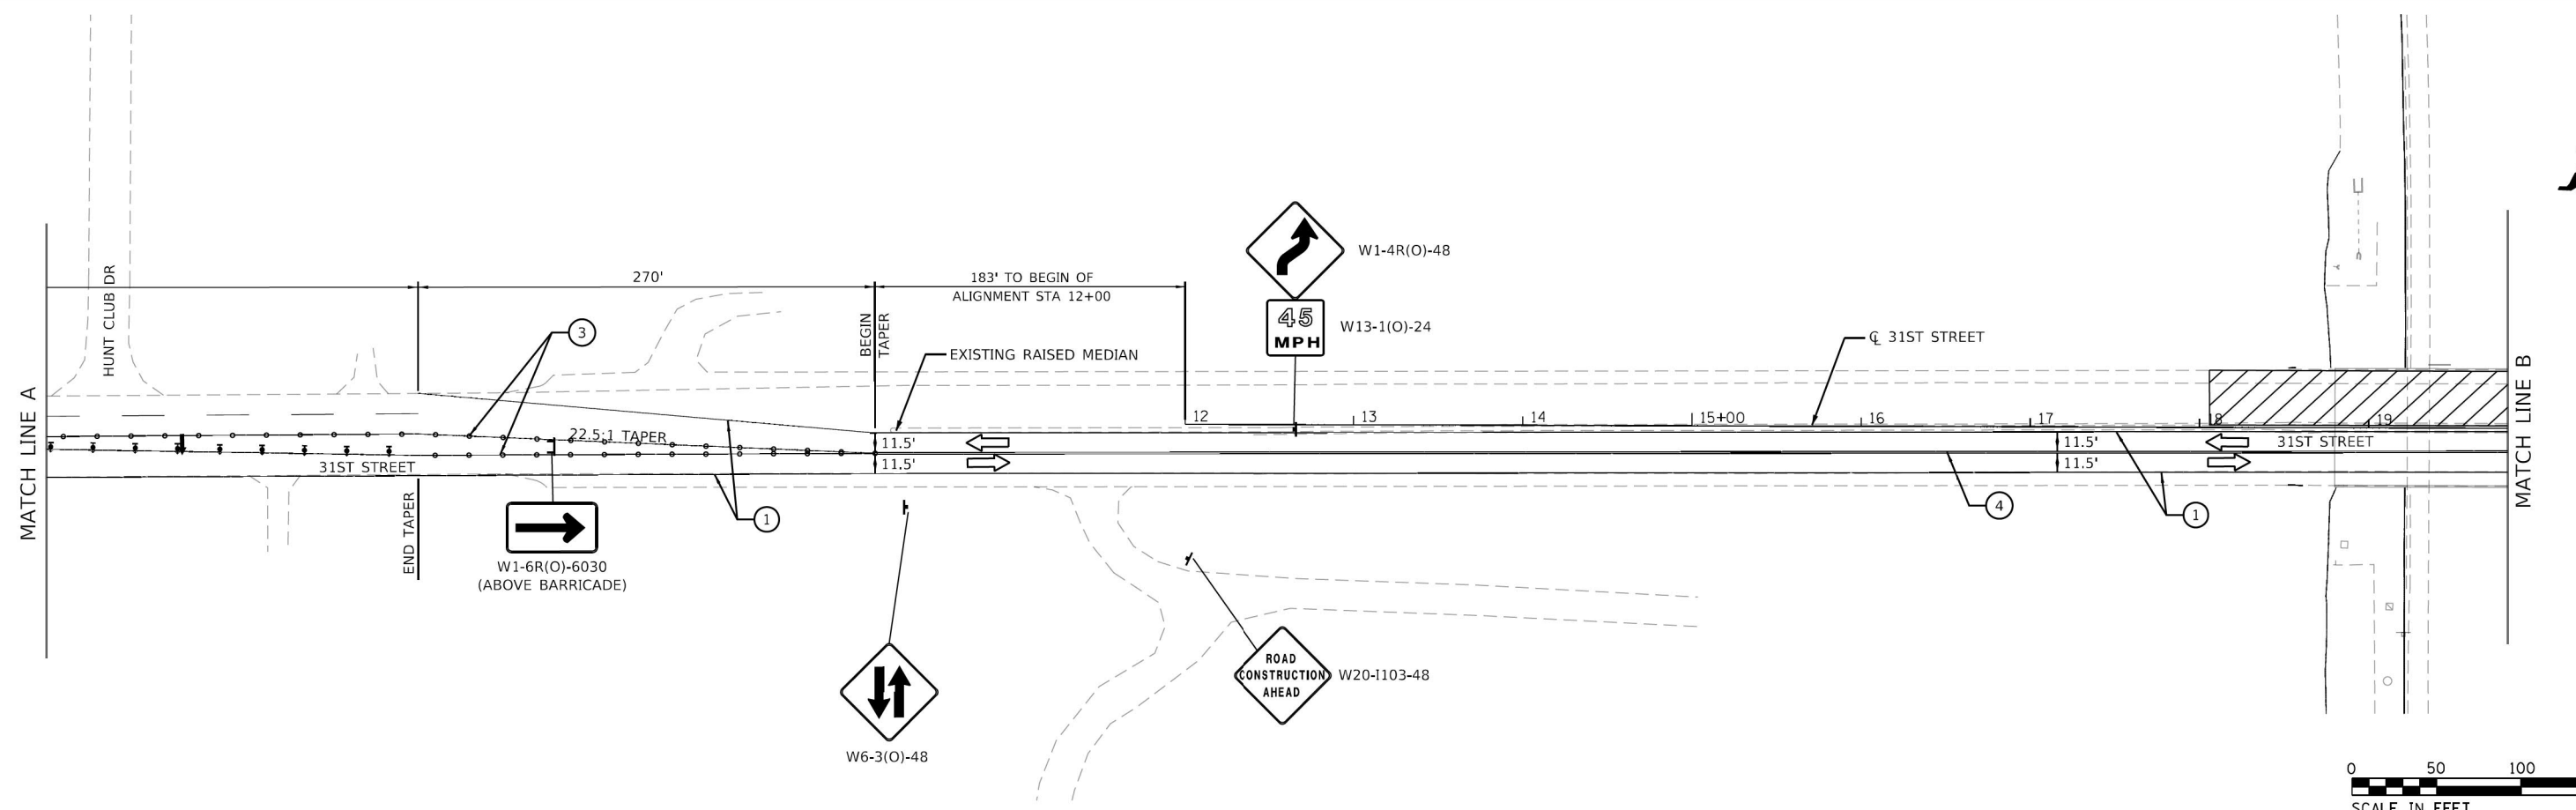 MATCH LINE A
HUNT CLUB DR
270'
183' TO BEGIN OF
ALIGNMENT STA 12+00
BEGIN
TAPER
EXISTING RAISED MEDIAN
3
22.5:1 TAPER
31ST STREET
END TAPER
W1-6R(O)-6030
(ABOVE BARRICADE)
1
11.5'
11.5'
W6-3(O)-48
W1-4R(O)-48
45
MPH
W13-1(O)-24
ROAD
CONSTRUCTION
AHEAD
W20-I103-48
℄ 31ST STREET
12
13
14
15+00
16
17
18
19
11.5'
11.5'
31ST STREET
4
1
MATCH LINE B
0 50 100
SCALE IN FEET